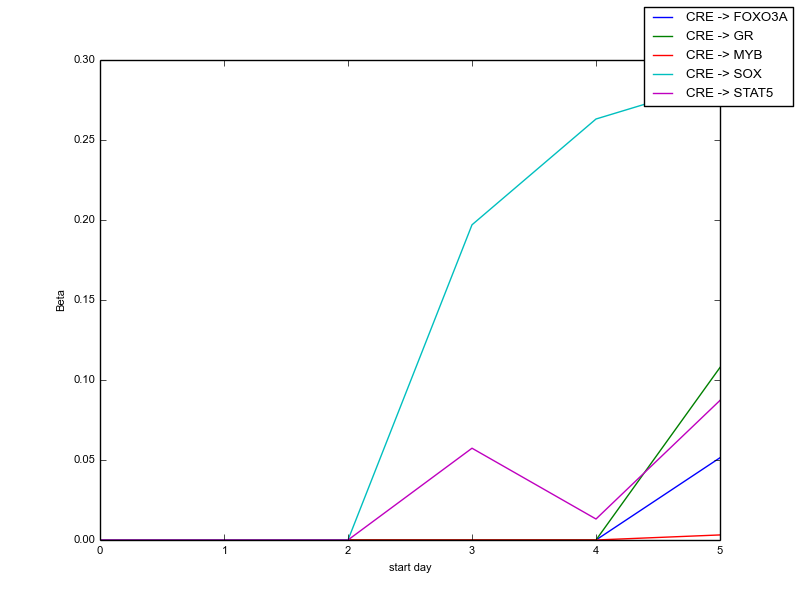 CRE -> FOXO3A
CRE -> GR
CRE -> MYB
CRE -> SOX
CRE -> STAT5
0.30
0.25
0.20
0.15
0.10
0.05
0.00
Beta
0 1 2 3 4 5
start day